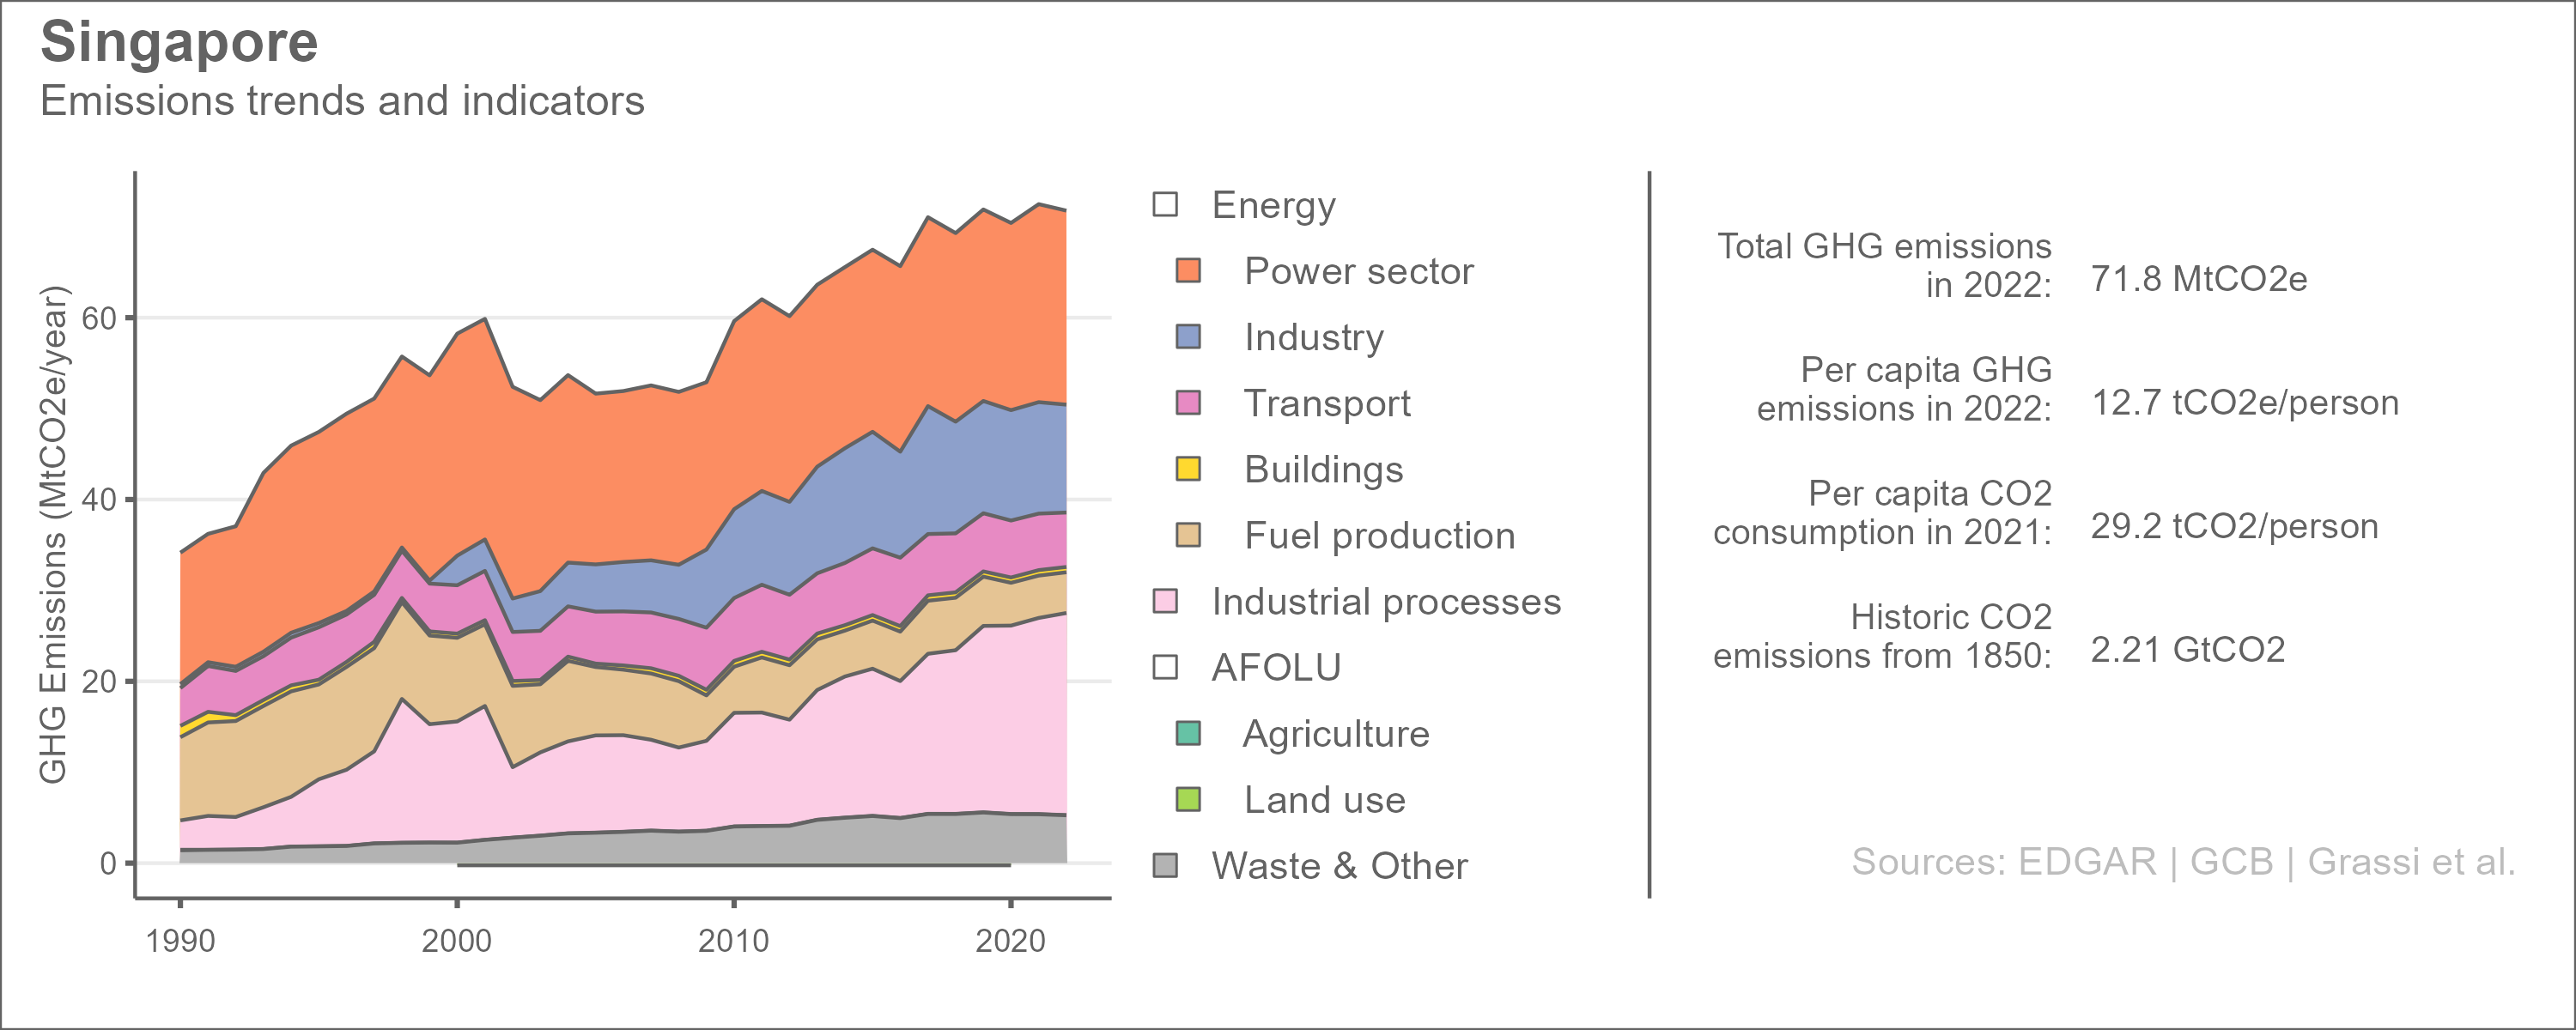 Singapore
Emissions trends and indicators
GHG Emissions (MtCO2e/year)
60
40
20
0
1990
2000
2010
2020
Energy
Power sector
Industry
Transport
Buildings
Fuel production
Industrial processes
AFOLU
Agriculture
Land use
Waste & Other
Total GHG emissions
in 2022:
71.8 MtCO2e
Per capita GHG
emissions in 2022:
12.7 tCO2e/person
Per capita CO2
consumption in 2021:
29.2 tCO2/person
Historic CO2
emissions from 1850:
2.21 GtCO2
Sources: EDGAR | GCB | Grassi et al.